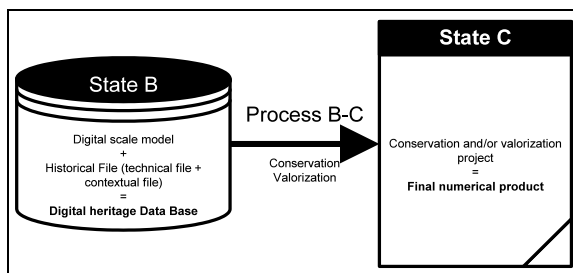 State B
Digital scale model
+
Historical File (technical file +
contextual file)
=
Digital heritage Data Base
Process B-C
Conservation
Valorization
State C
Conservation and/or valorization
project
=
Final numerical product